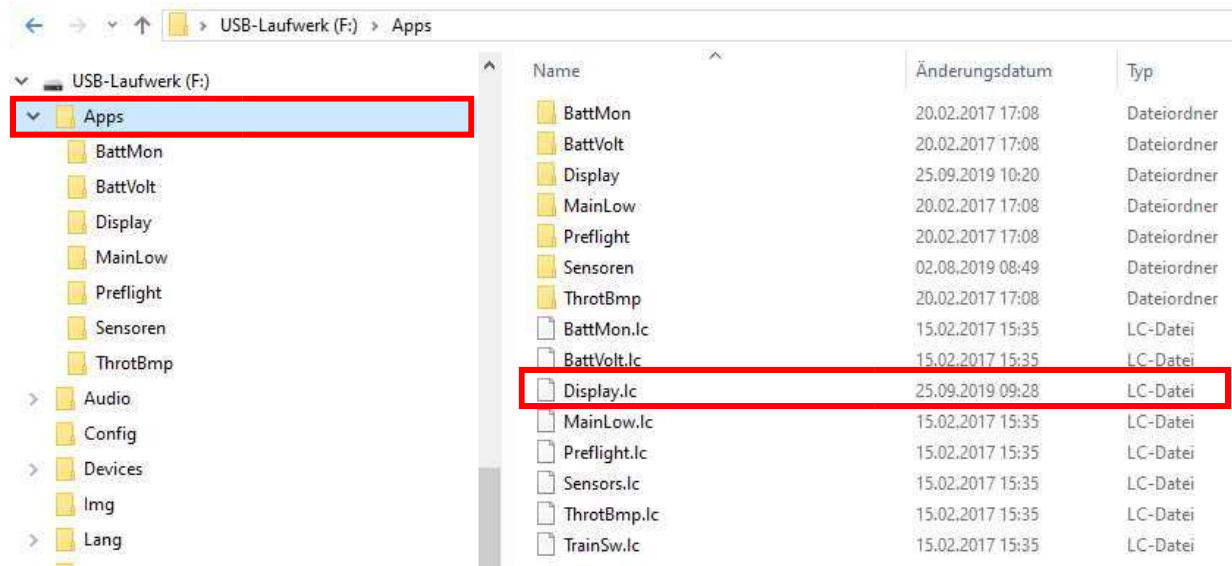 USB-Laufwerk (F:) > Apps
USB-Laufwerk (F:)
Apps
BattMon
BattVolt
Display
MainLow
Preflight
Sensoren
ThrotBmp
Audio
Config
Devices
Img
Lang
Name Änderungsdatum Typ
BattMon 20.02.2017 17:08 Dateiordner
BattVolt 20.02.2017 17:08 Dateiordner
Display 25.09.2019 10:20 Dateiordner
MainLow 20.02.2017 17:08 Dateiordner
Preflight 20.02.2017 17:08 Dateiordner
Sensoren 02.08.2019 08:49 Dateiordner
ThrotBmp 20.02.2017 17:08 Dateiordner
BattMon.lc 15.02.2017 15:35 LC-Datei
BattVolt.lc 15.02.2017 15:35 LC-Datei
Display.lc 25.09.2019 09:28 LC-Datei
MainLow.lc 15.02.2017 15:35 LC-Datei
Preflight.lc 15.02.2017 15:35 LC-Datei
Sensors.lc 15.02.2017 15:35 LC-Datei
ThrotBmp.lc 15.02.2017 15:35 LC-Datei
TrainSw.lc 15.02.2017 15:35 LC-Datei